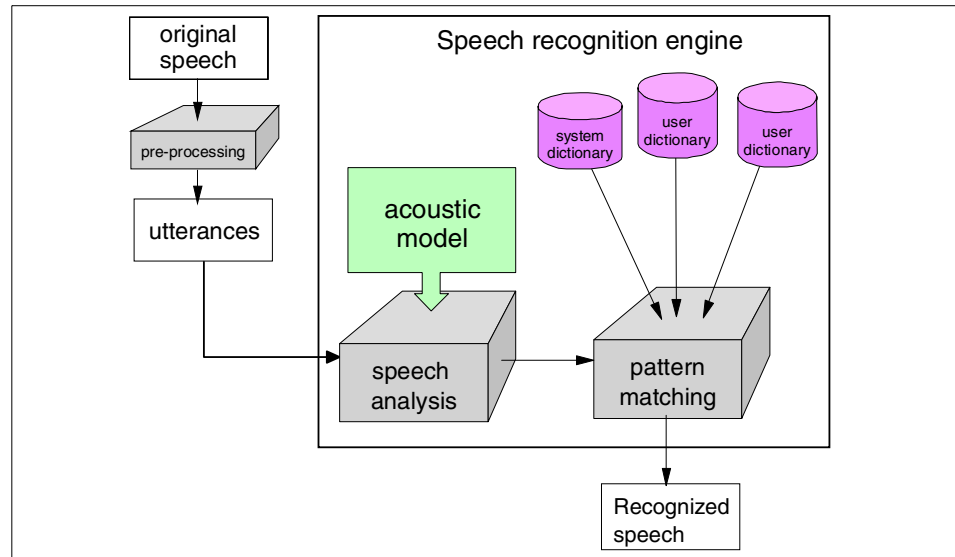 original
speech
pre-processing
utterances
Speech recognition engine
system
dictionary
user
dictionary
user
dictionary
acoustic
model
speech
analysis
pattern
matching
Recognized
speech